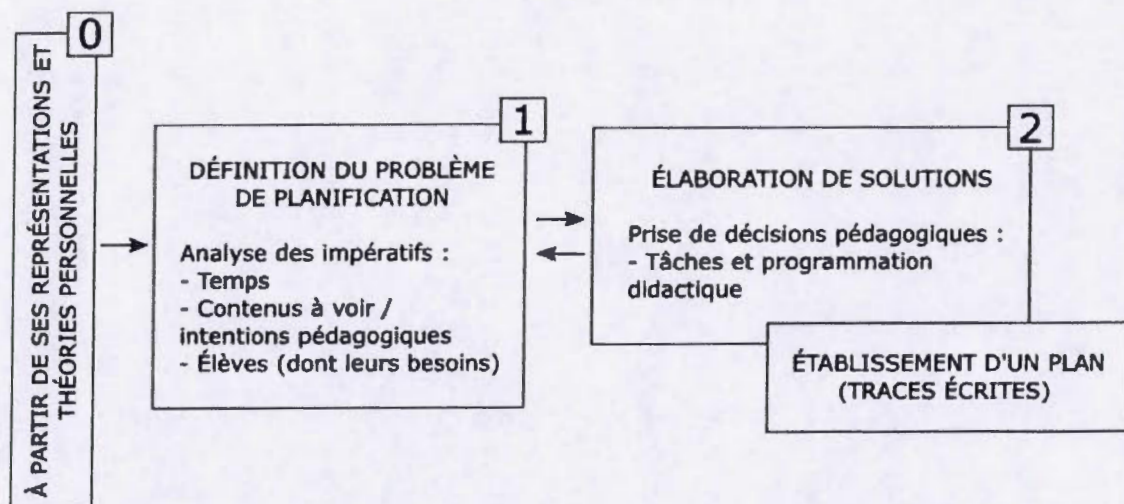 0
À PARTIR DE SES REPRÉSENTATIONS ET
THÉORIES PERSONNELLES
1
DÉFINITION DU PROBLÈME
DE PLANIFICATION
Analyse des impératifs :
- Temps
- Contenus à voir /
intentions pédagogiques
- Élèves (dont leurs besoins)
2
ÉLABORATION DE SOLUTIONS
Prise de décisions pédagogiques :
- Tâches et programmation
didactique
ÉTABLISSEMENT D'UN PLAN
(TRACES ÉCRITES)